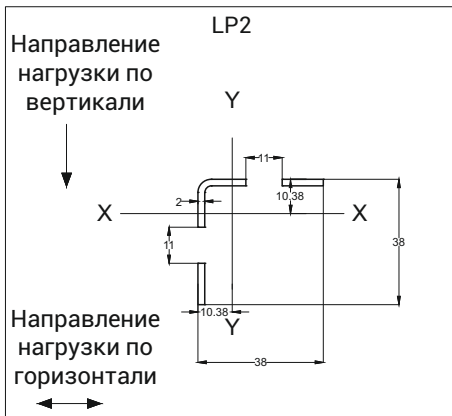 LP2
Направление
нагрузки по
вертикали
Y
11
10.38
X
2
X
11
38
10.38
Y
Направление
нагрузки по
горизонтали
38